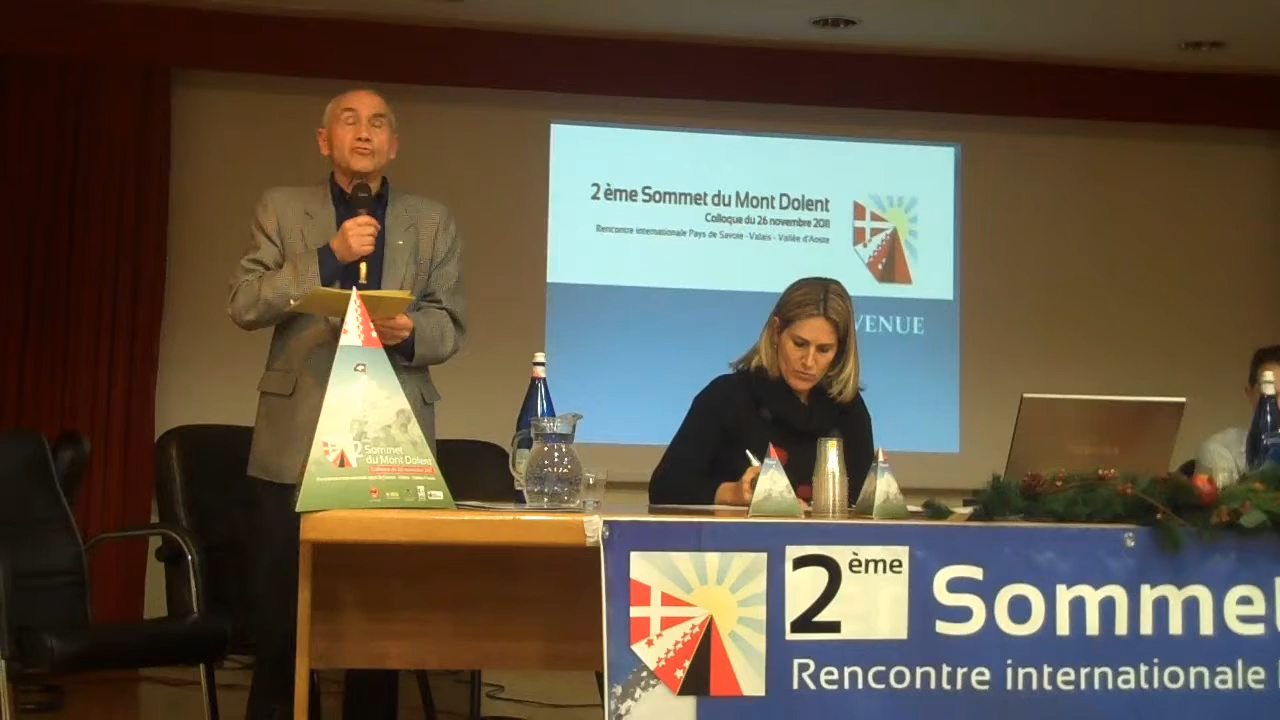 2 ème Sommet du Mont Dolent
Colloque du 26 novembre 2011
Rencontre internationale Pays de Savoie - Valais - Vallée d'Aoste
VENUE
2 Sommet
du Mont Dolent
2ème Sommet
Rencontre internationale